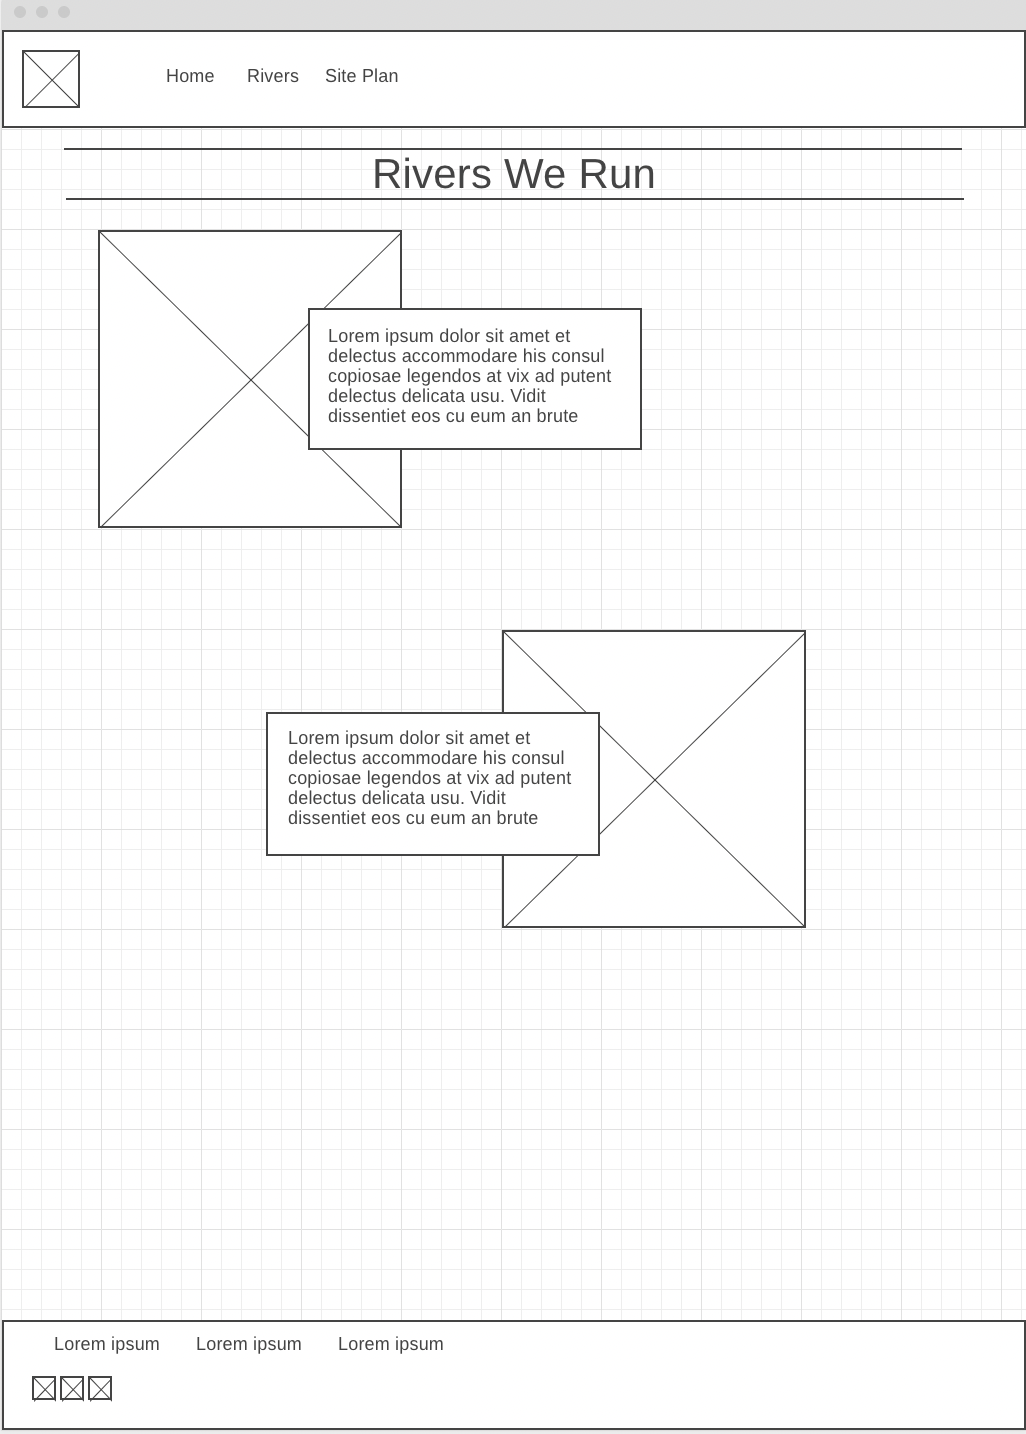 Home Rivers Site Plan
Rivers We Run
Lorem ipsum dolor sit amet et
delectus accommodare his consul
copiosae legendos at vix ad putent
delectus delicata usu. Vidit
dissentiet eos cu eum an brute
Lorem ipsum dolor sit amet et
delectus accommodare his consul
copiosae legendos at vix ad putent
delectus delicata usu. Vidit
dissentiet eos cu eum an brute
Lorem ipsum Lorem ipsum Lorem ipsum